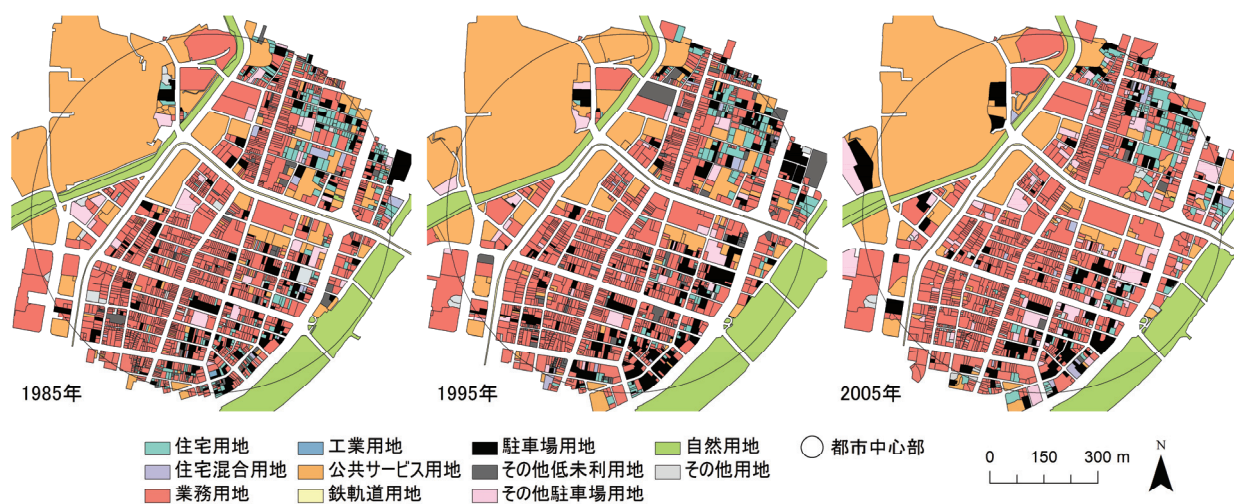 1985年
1995年
2005年
住宅用地
工業用地
駐車場用地
自然用地
都市中心部
住宅混合用地
公共サービス用地
その他低未利用地
その他用地
業務用地
鉄軌道用地
その他駐車場用地
0 150 300 m
N